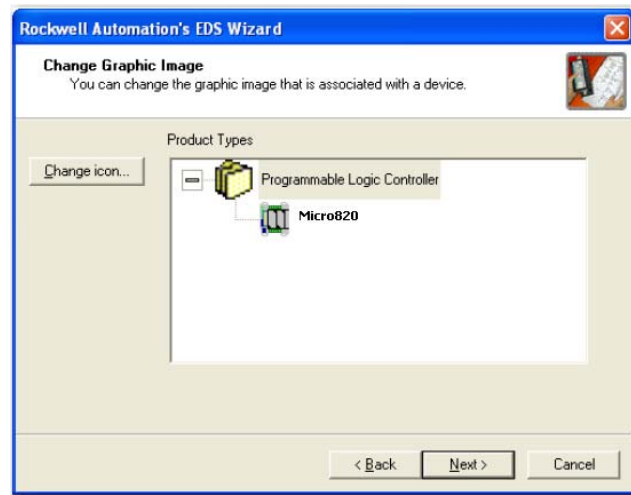 Rockwell Automation's EDS Wizard
Change Graphic Image
You can change the graphic image that is associated with a device.
Product Types
Change icon...
Programmable Logic Controller
Micro820
< Back
Next >
Cancel